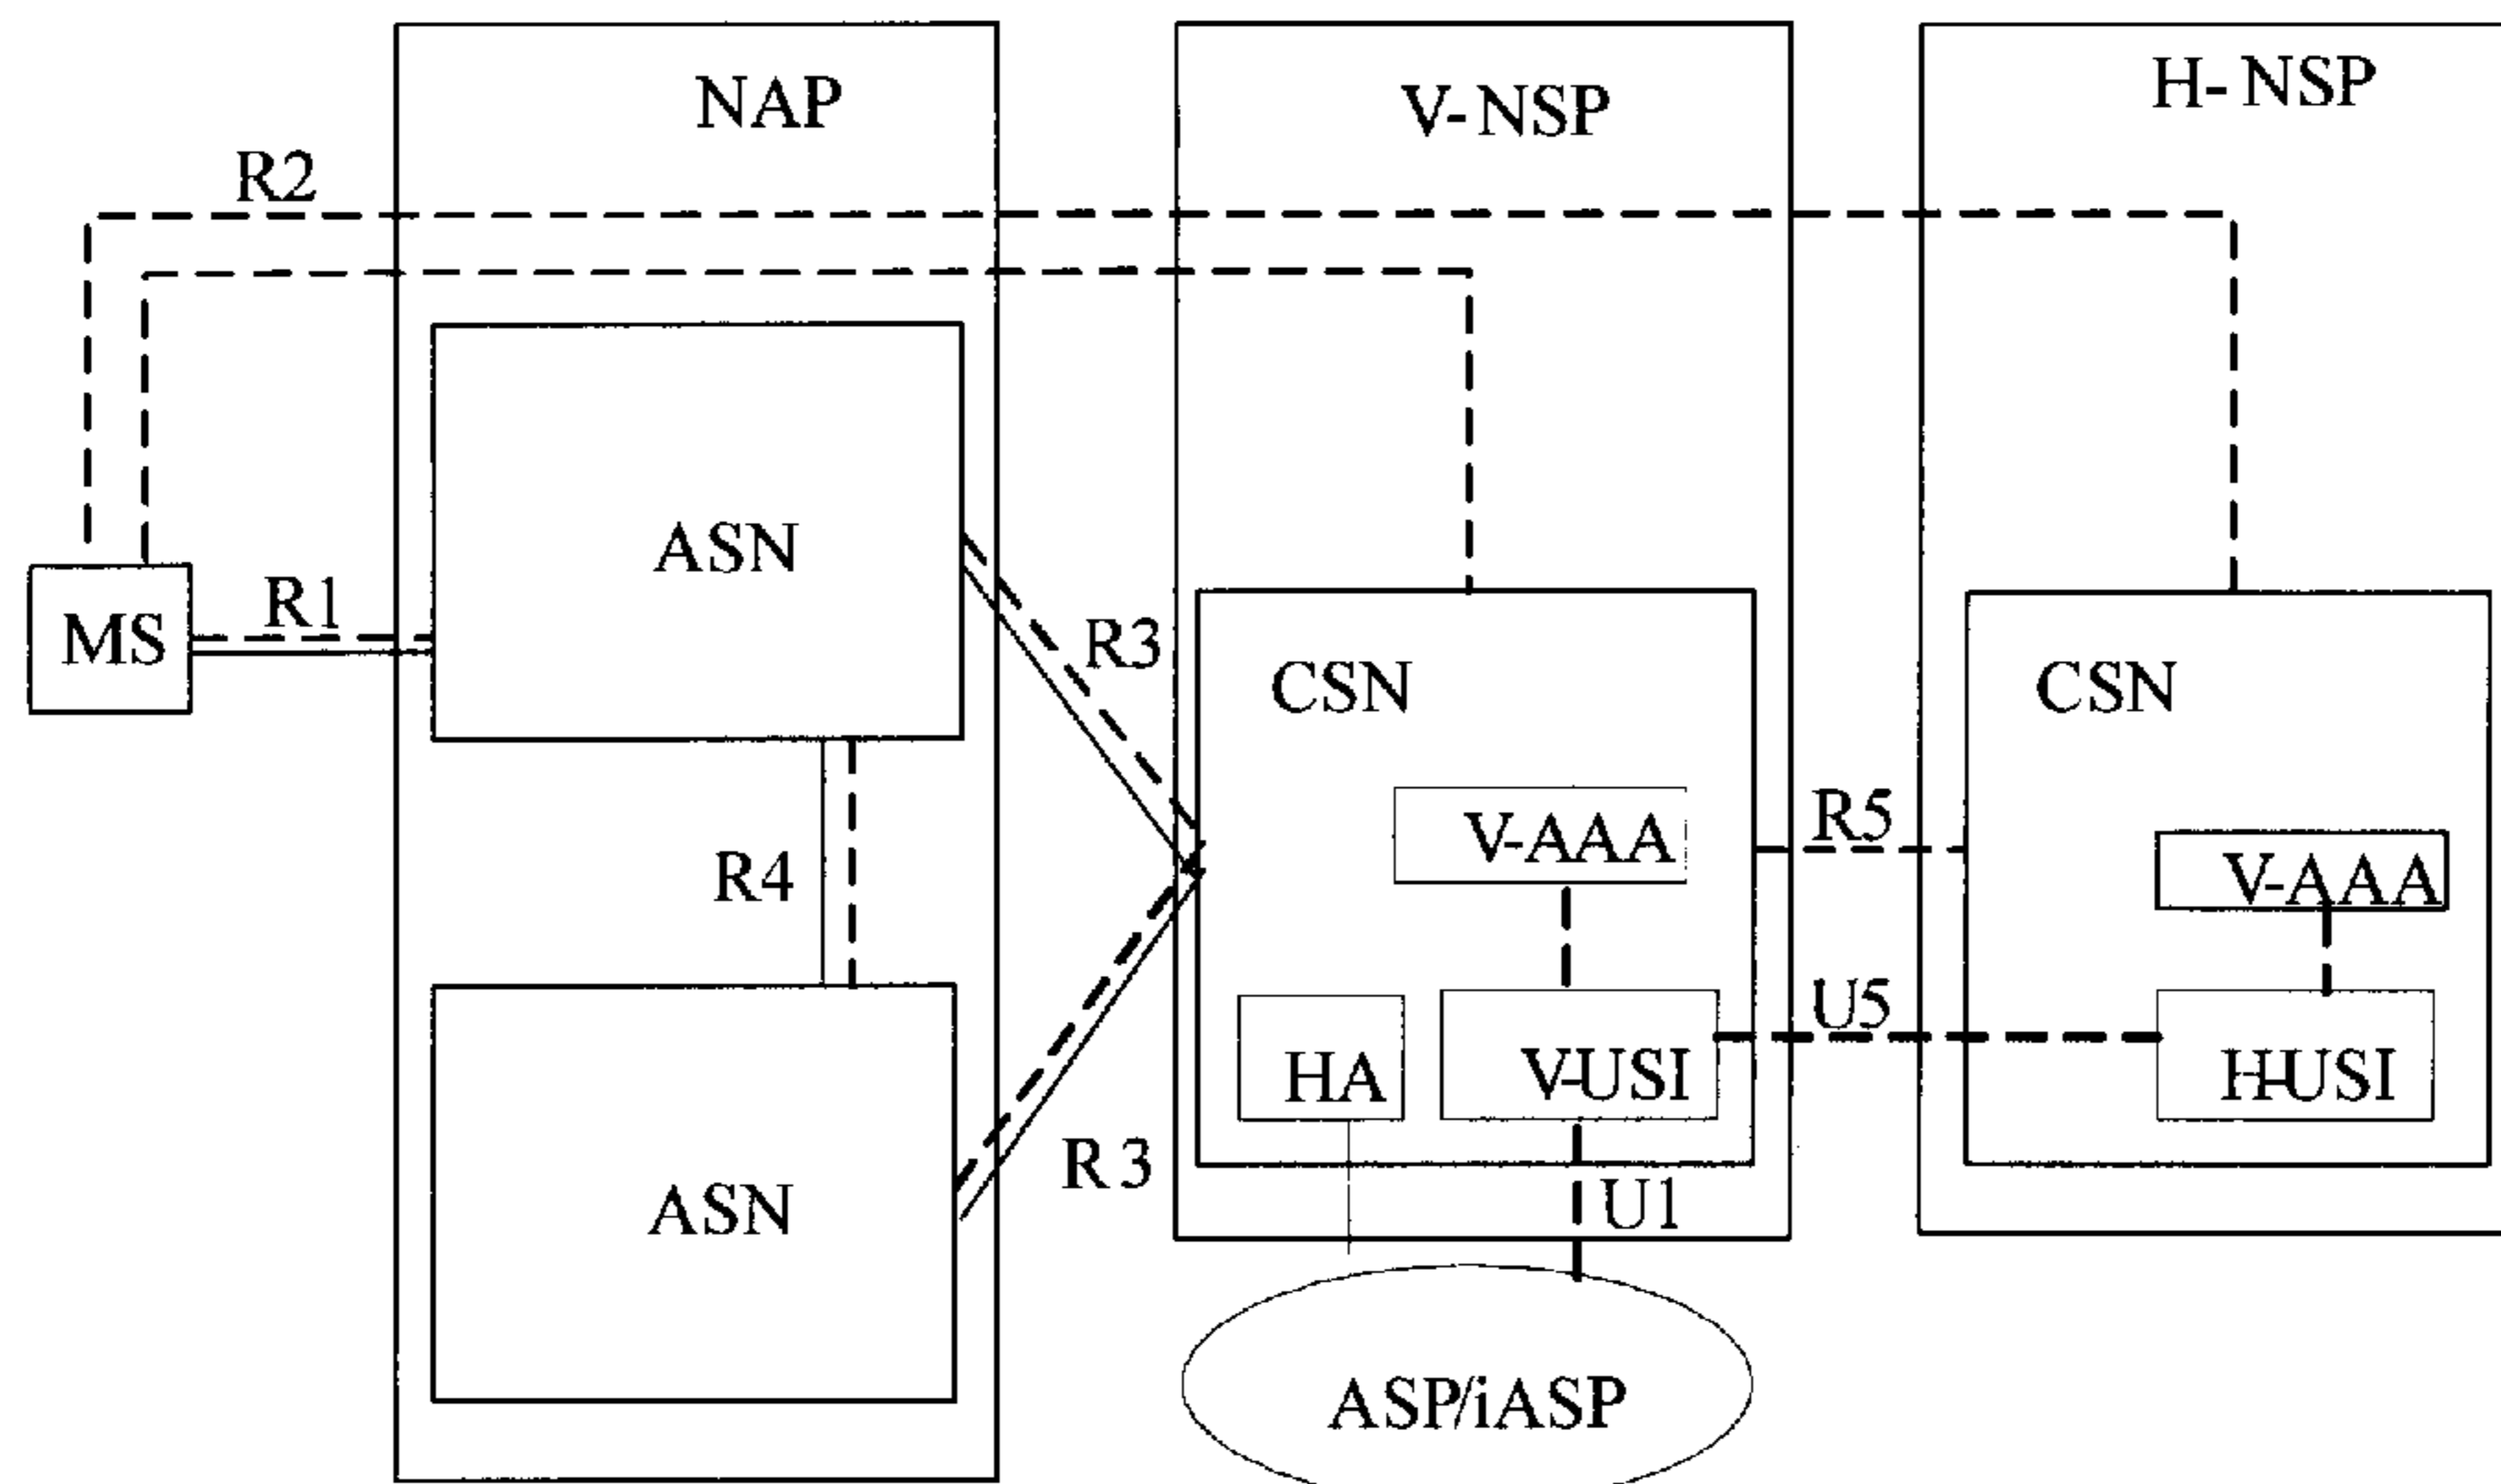 NAP
V-NSP
H-NSP
R2
ASN
MS
R1
R3
CSN
CSN
V-AAA
R5
V-AAA
R4
U5
HA
V-USI
H-USI
R3
ASN
U1
ASP/iASP